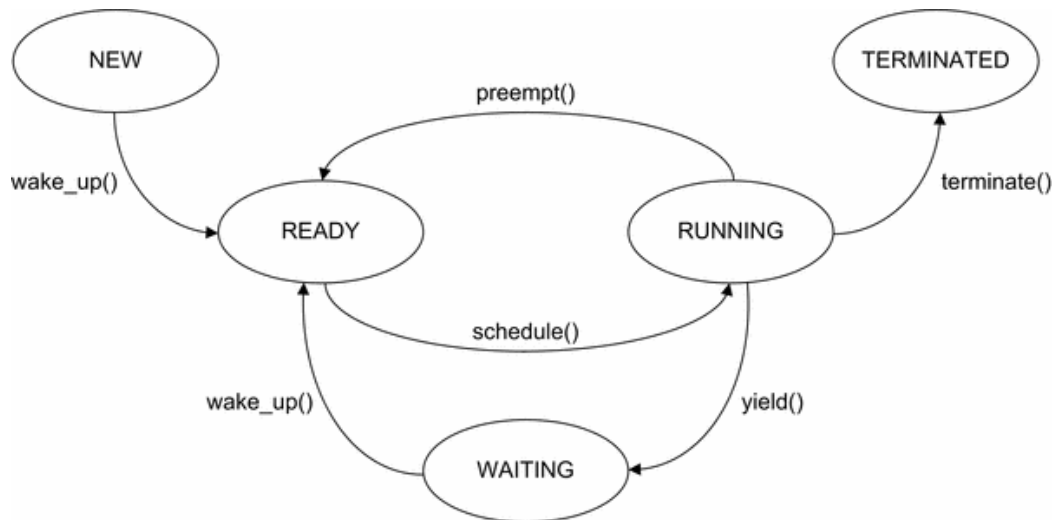 NEW
TERMINATED
preempt()
wake_up()
terminate()
READY
RUNNING
schedule()
wake_up()
yield()
WAITING